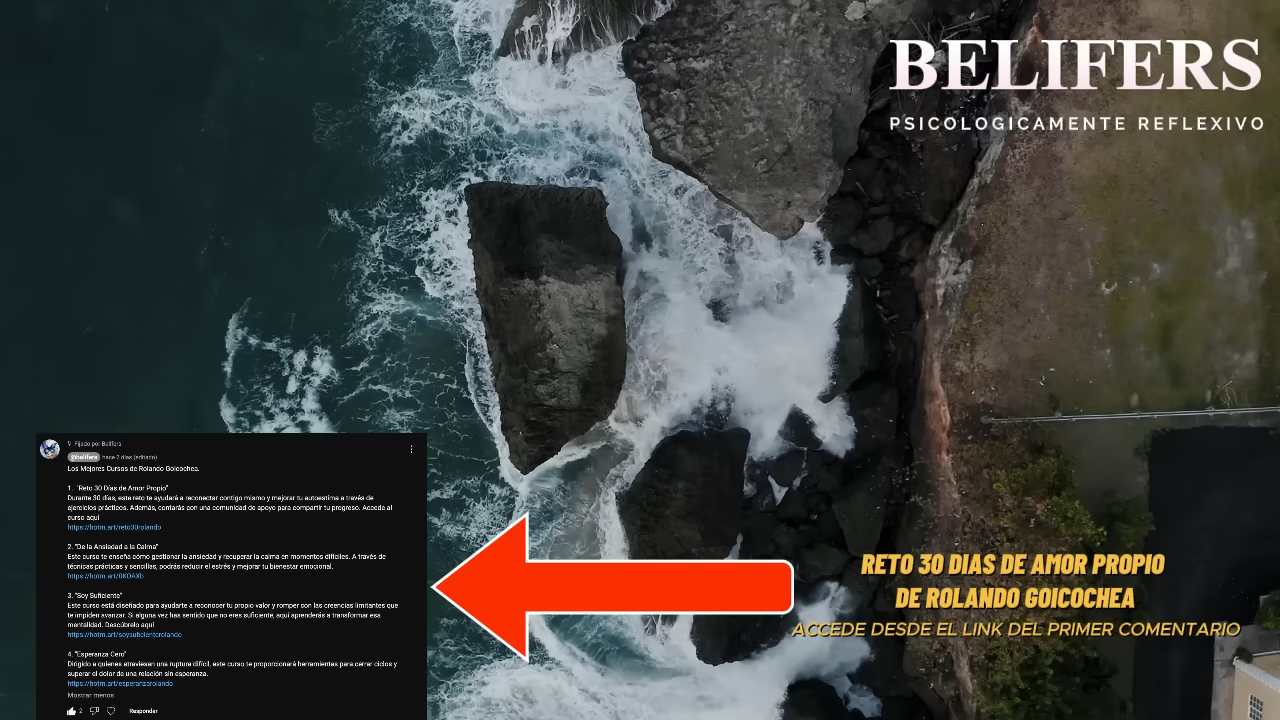 BELIFERS
PSICOLOGICAMENTE REFLEXIVO
Fijado por Belifers
@belifers hace 2 días (editado)
Los Mejores Cursos de Rolando Goicochea.
1. "Reto 30 Días de Amor Propio"
Durante 30 días, este reto te ayudará a reconectar contigo mismo y mejorar tu autoestima a través de
ejercicios prácticos. Además, contarás con una comunidad de apoyo para compartir tu progreso. Accede al
curso aquí
https://hotm.art/reto30rolando
2. "De la Ansiedad a la Calma"
Este curso te enseña cómo gestionar la ansiedad y recuperar la calma en momentos difíciles. A través de
técnicas prácticas y sencillas, podrás reducir el estrés y mejorar tu bienestar emocional.
https://hotm.art/0KOAXb
3. "Soy Suficiente"
Este curso está diseñado para ayudarte a reconocer tu propio valor y romper con las creencias limitantes que
te impiden avanzar. Si alguna vez has sentido que no eres suficiente, aquí aprenderás a transformar esa
mentalidad. Descúbrelo aquí
https://hotm.art/soysuficienterolando
4. "Esperanza Cero"
Dirigido a quienes atraviesan una ruptura difícil, este curso te proporcionará herramientas para cerrar ciclos y
superar el dolor de una relación sin esperanza.
https://hotm.art/esperanzarolando
Mostrar menos
2 Responder
RETO 30 DIAS DE AMOR PROPIO
DE ROLANDO GOICOCHEA
ACCEDE DESDE EL LINK DEL PRIMER COMENTARIO